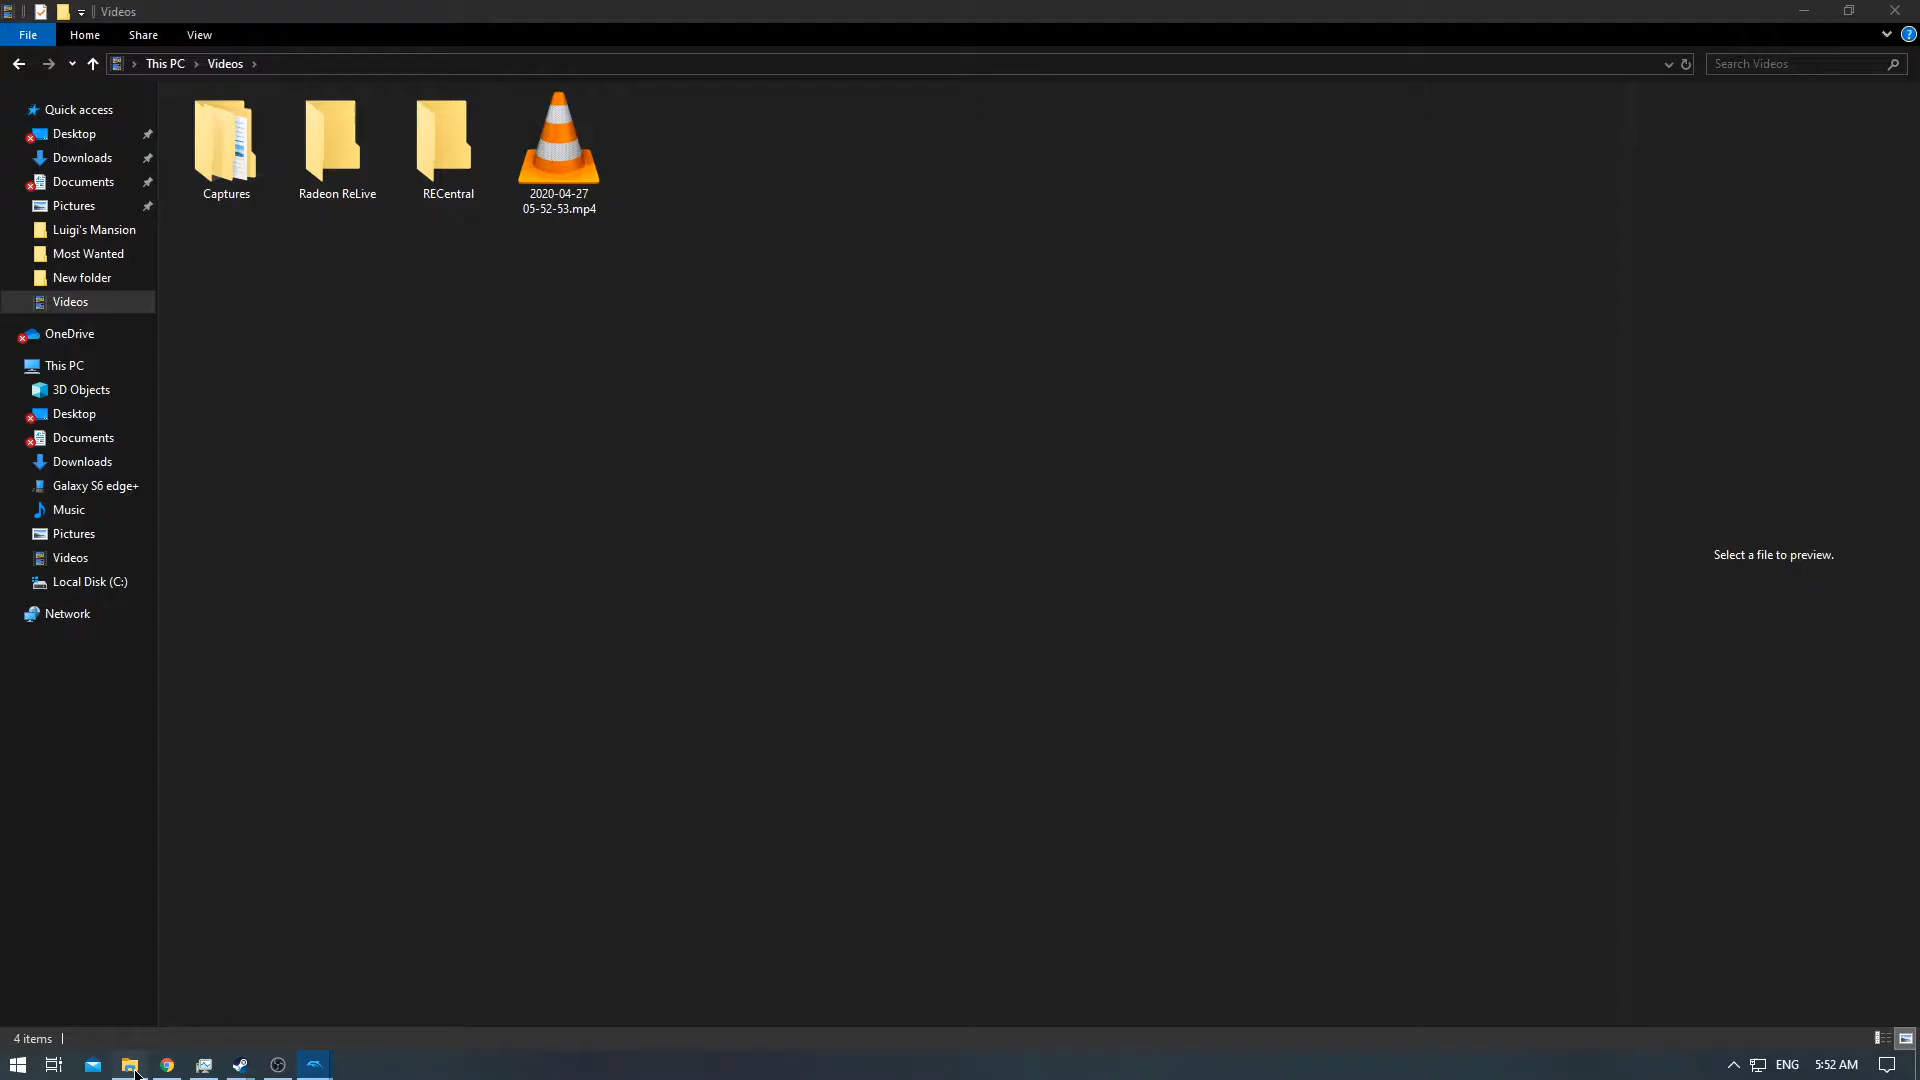 Videos
File Home Share View
This PC Videos
Search Videos
Quick access
Desktop
Downloads
Documents
Pictures
Luigi's Mansion
Most Wanted
New folder
Videos
OneDrive
This PC
3D Objects
Desktop
Documents
Downloads
Galaxy S6 edge+
Music
Pictures
Videos
Local Disk (C:)
Network
Captures
Radeon ReLive
RECentral
2020-04-27
05-52-53.mp4
Select a file to preview.
4 items
ENG 5:52 AM